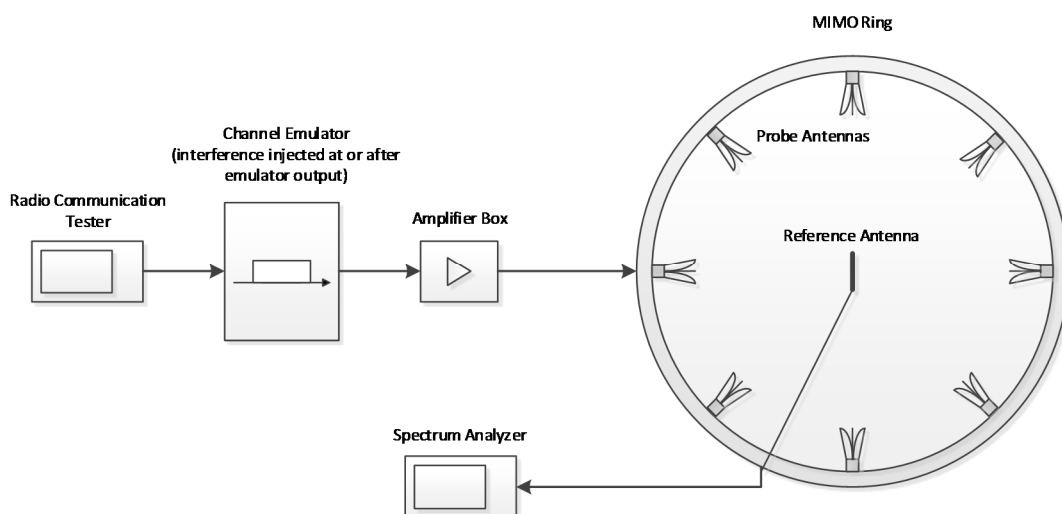 MIMO Ring
Channel Emulator
(interference injected at or after
emulator output)
Probe Antennas
Radio Communication
Tester
Amplifier Box
Reference Antenna
Spectrum Analyzer